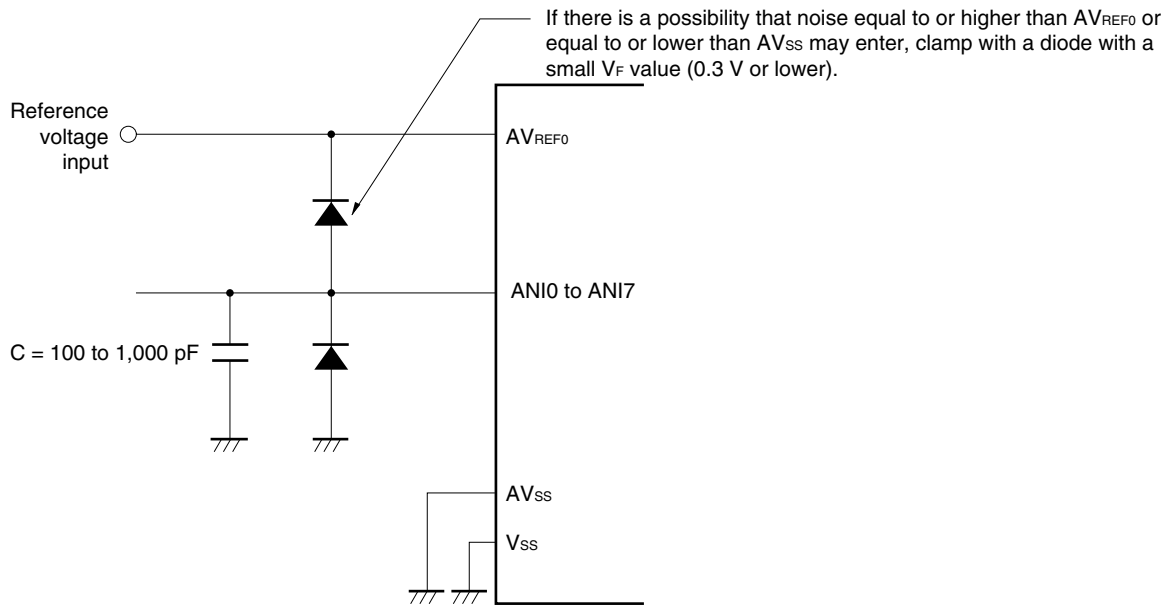 If there is a possibility that noise equal to or higher than AVREF0 or
equal to or lower than AVSS may enter, clamp with a diode with a
small VF value (0.3 V or lower).
Reference
voltage
input
AVREF0
ANI0 to ANI7
C = 100 to 1,000 pF
AVSS
VSS